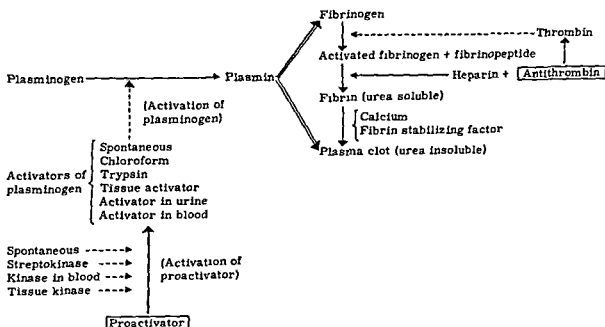 Fibrinogen
Thrombin
Activated fibrinogen + fibrinopeptide
Plasminogen
Plasmin
Heparin + Antithrombin
(Activation of
plasminogen)
Fibrin (urea soluble)
Calcium
Fibrin stabilizing factor
Plasma clot (urea insoluble)
Activators of
plasminogen
Spontaneous
Chloroform
Trypsin
Tissue activator
Activator in urine
Activator in blood
Spontaneous
Streptokinase
Kinase in blood
Tissue kinase
(Activation of
proactivator)
Proactivator